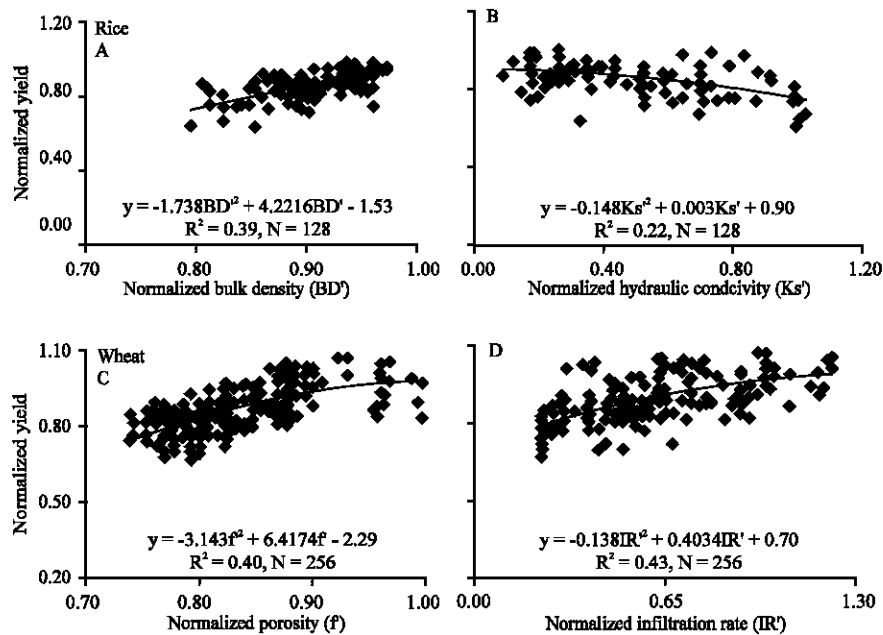 Rice
A
1.20
0.80
0.40
0.00
Normalized yield
y = -1.738BD'² + 4.2216BD' - 1.53
R² = 0.39, N = 128
0.70 0.80 0.90 1.00
Normalized bulk density (BD')
B
y = -0.148Ks'² + 0.003Ks' + 0.90
R² = 0.22, N = 128
0.00 0.40 0.80 1.20
Normalized hydraulic condcivity (Ks')
Wheat
C
1.10
0.80
0.50
0.20
Normalized yield
y = -3.143f'² + 6.4174f' - 2.29
R² = 0.40, N = 256
0.70 0.80 0.90 1.00
Normalized porosity (f')
D
y = -0.138IR'² + 0.4034IR' + 0.70
R² = 0.43, N = 256
0.00 0.65 1.30
Normalized infiltration rate (IR')